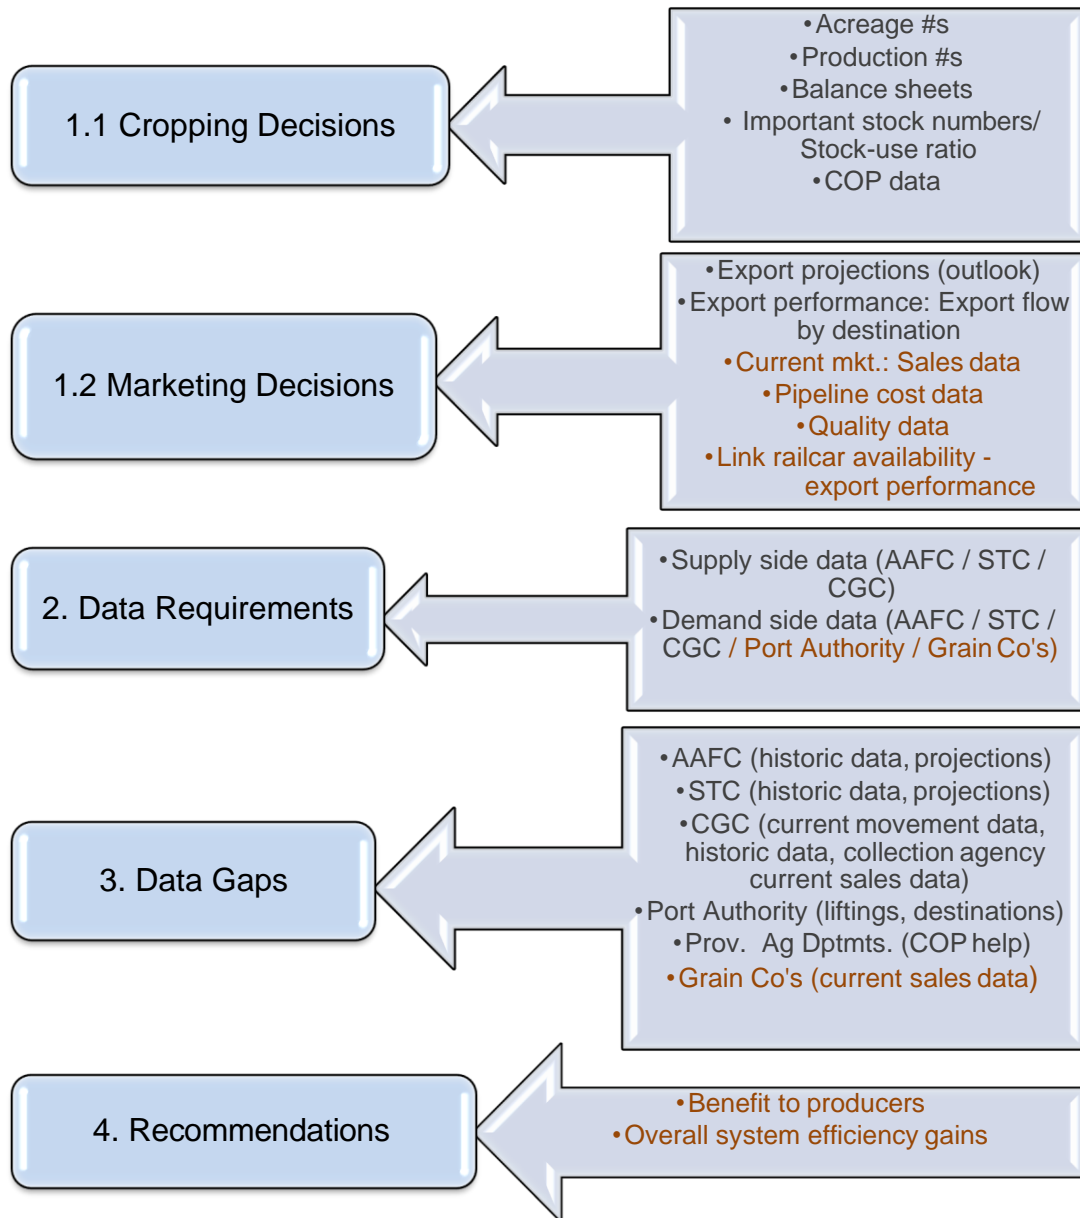 1.1 Cropping Decisions
•Acreage #s
•Production #s
•Balance sheets
• Important stock numbers/
Stock-use ratio
•COP data
1.2 Marketing Decisions
•Export projections (outlook)
•Export performance: Export flow
by destination
•Current mkt.: Sales data
•Pipeline cost data
•Quality data
•Link railcar availability -
export performance
2. Data Requirements
•Supply side data (AAFC / STC /
CGC)
•Demand side data (AAFC / STC /
CGC / Port Authority / Grain Co's)
3. Data Gaps
•AAFC (historic data, projections)
•STC (historic data, projections)
•CGC (current movement data,
historic data, collection agency
current sales data)
•Port Authority (liftings, destinations)
•Prov. Ag Dptmts. (COP help)
•Grain Co's (current sales data)
4. Recommendations
•Benefit to producers
•Overall system efficiency gains